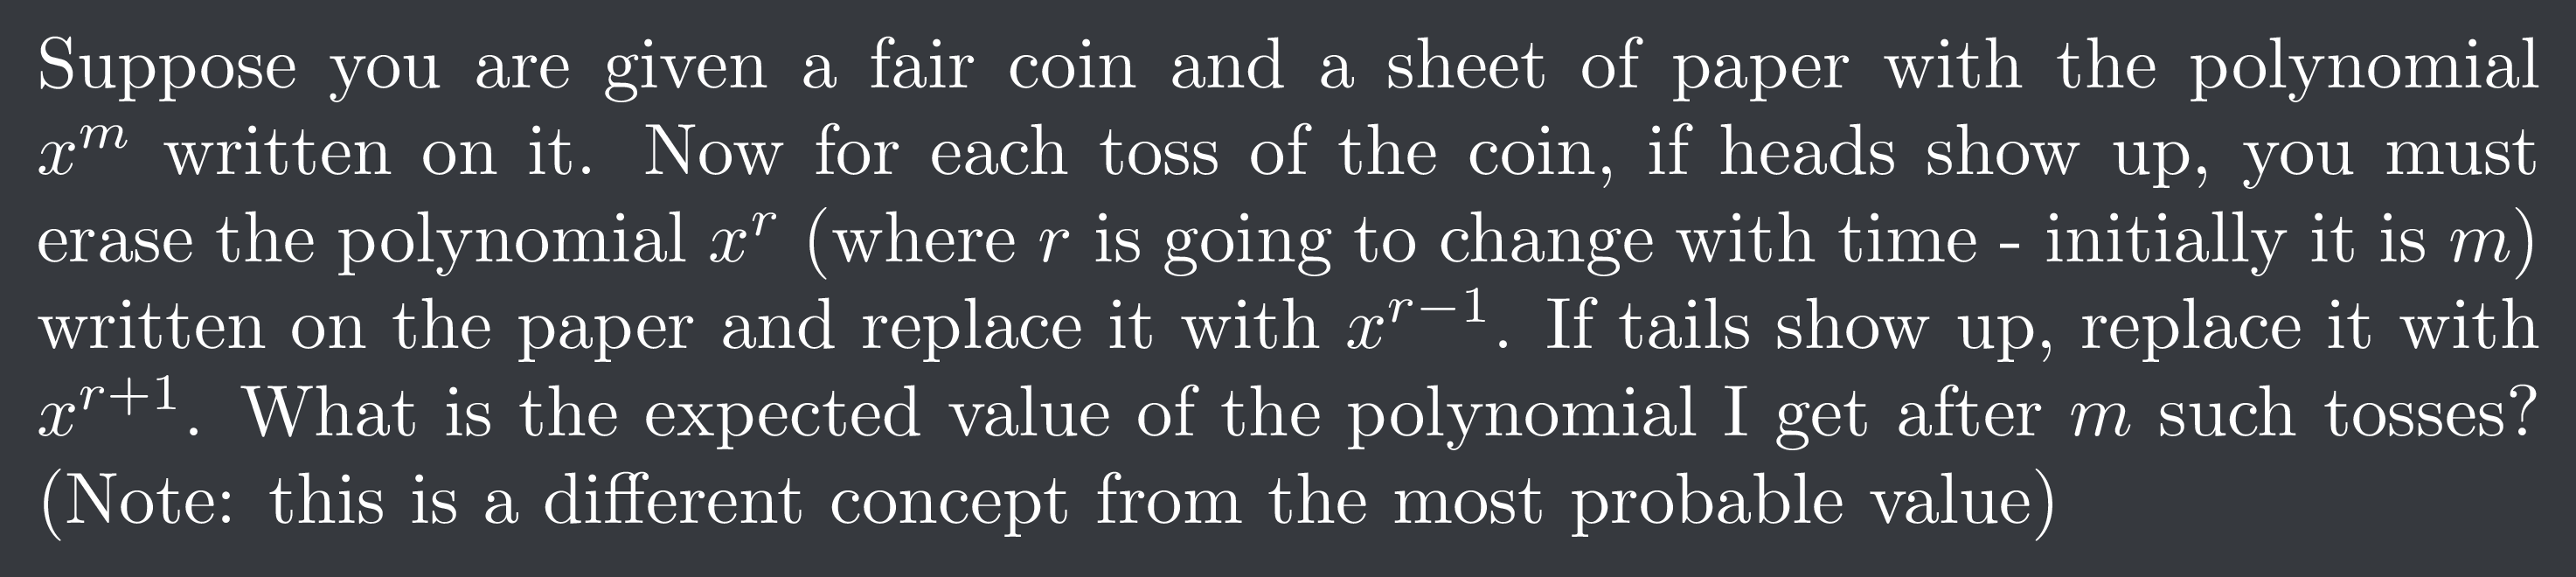 Suppose you are given a fair coin and a sheet of paper with the polynomial
$x^m$ written on it. Now for each toss of the coin, if heads show up, you must
erase the polynomial $x^r$ (where $r$ is going to change with time - initially it is $m$)
written on the paper and replace it with $x^{r-1}$. If tails show up, replace it with
$x^{r+1}$. What is the expected value of the polynomial I get after $m$ such tosses?
(Note: this is a different concept from the most probable value)